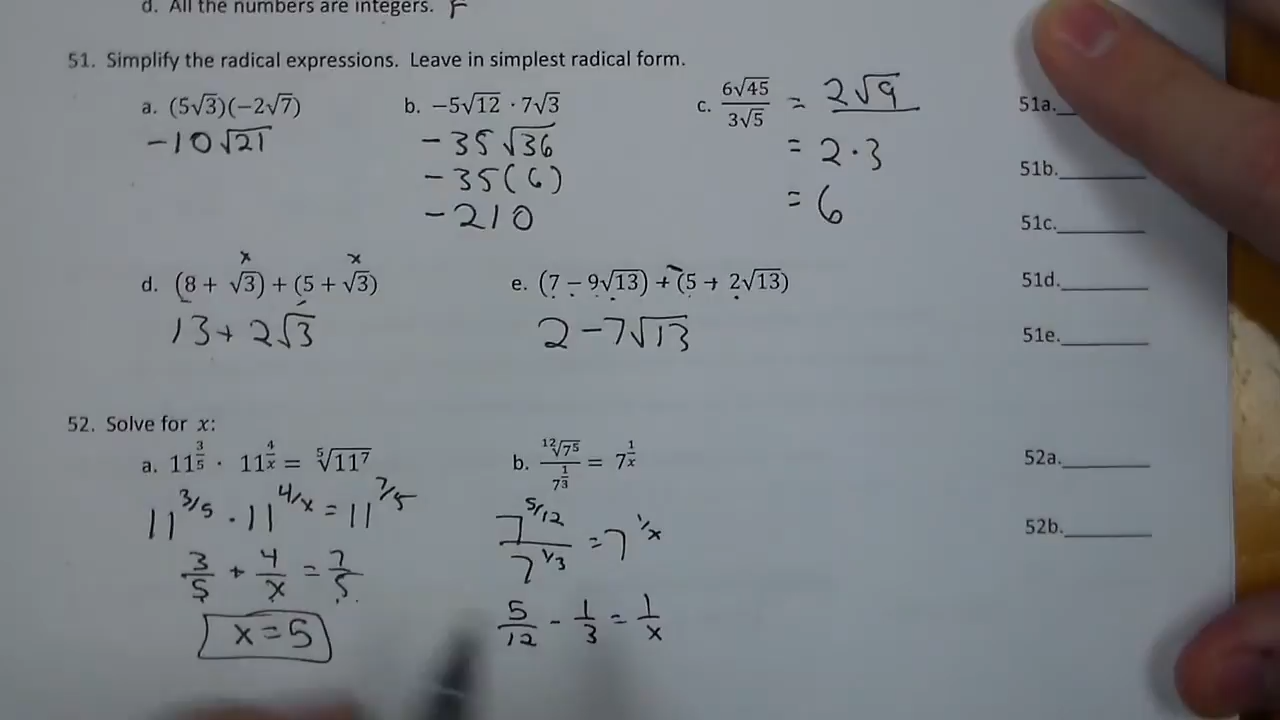 d. All the numbers are integers. F
51. Simplify the radical expressions. Leave in simplest radical form.
a. (5√3)(−2√7)
−10√21
b. −5√12 · 7√3
−35√36
−35(6)
−210
c. 6√45 / 3√5 = 2√9
= 2·3
= 6
51a.
51b.
51c.
d. (8 + √3) + (5 + √3)
x x
13 + 2√3
e. (7 − 9√13) + (5 + 2√13)
2 − 7√13
51d.
51e.
52. Solve for x:
a. 11^(3/5) · 11^(4/x) = ⁵√11⁷
11^(3/5) · 11^(4/x) = 11^(7/5)
3/5 + 4/x = 7/5
x = 5
b. ¹²√7⁵ / 7^(1/3) = 7^(1/x)
7^(5/12) / 7^(1/3) = 7^(1/x)
5/12 − 1/3 = 1/x
52a.
52b.